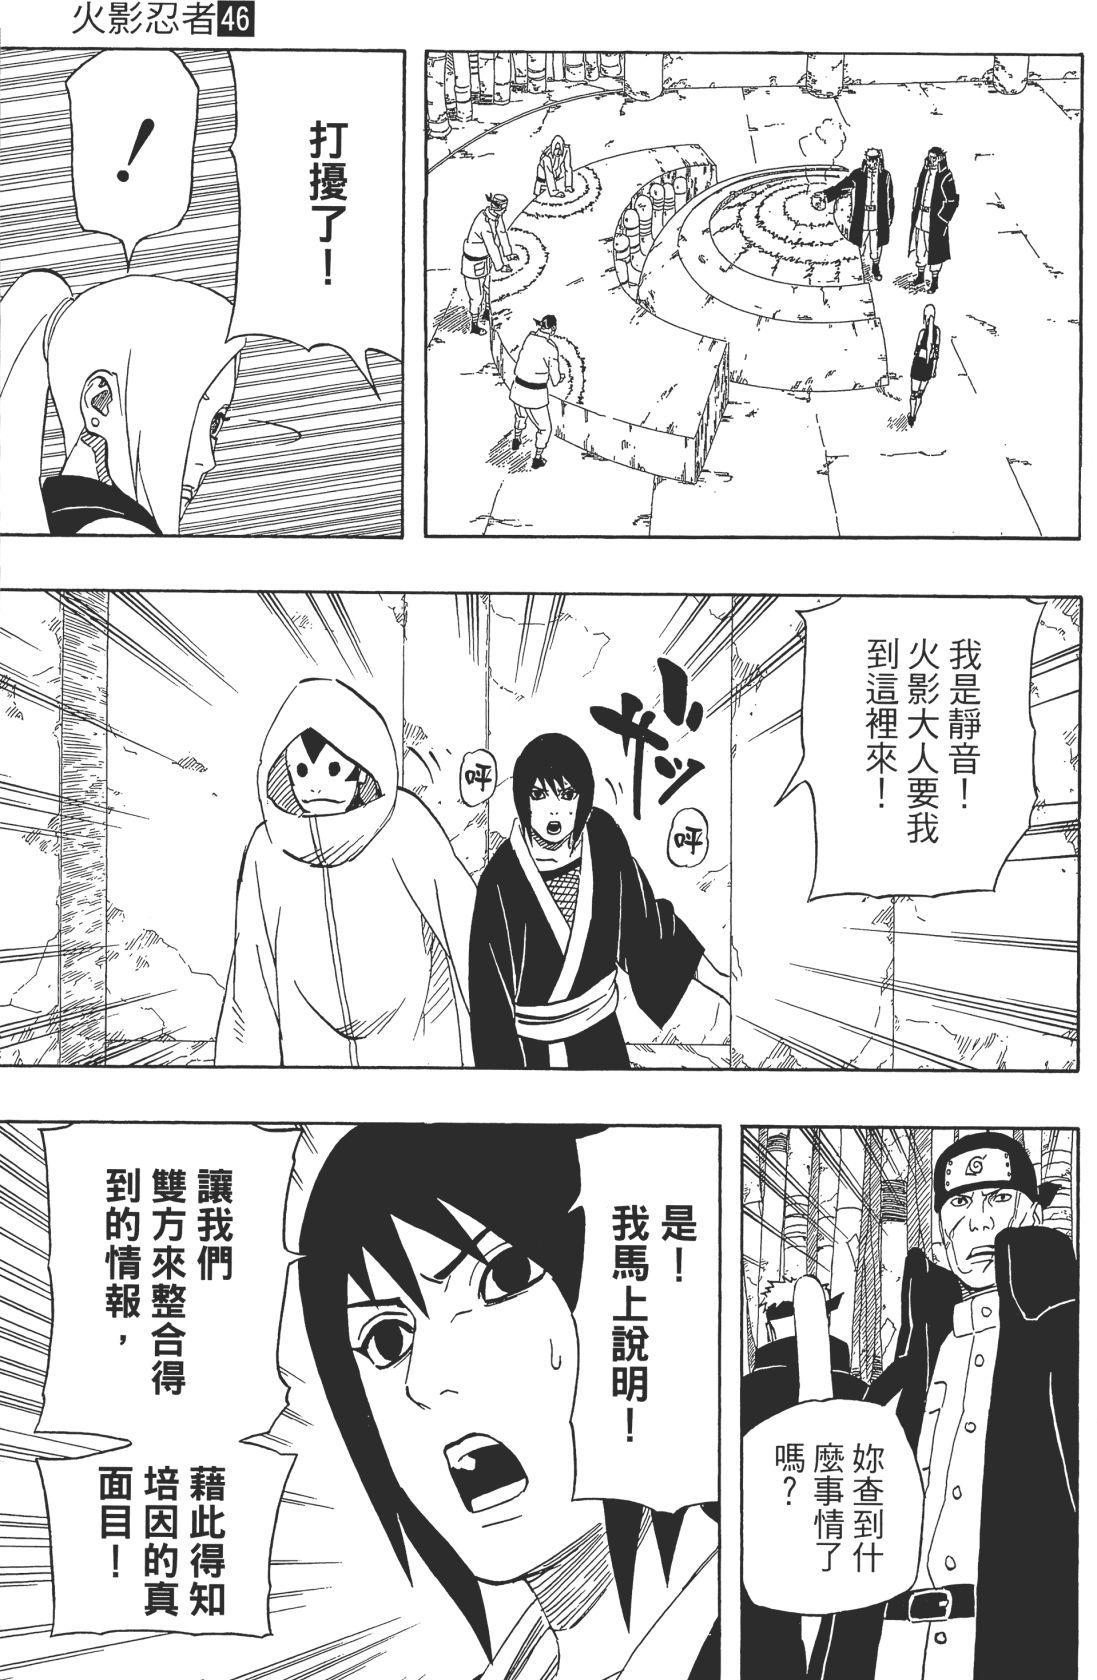 火影忍者46
打擾了！
！
我是靜音！
火影大人要我
到這裡來！
ザッ
呼
呼
妳查到什
麼事情了
嗎？
是！
我馬上說明！
讓我們
雙方來整合得
到的情報，
藉此得知
培因的真
面目！